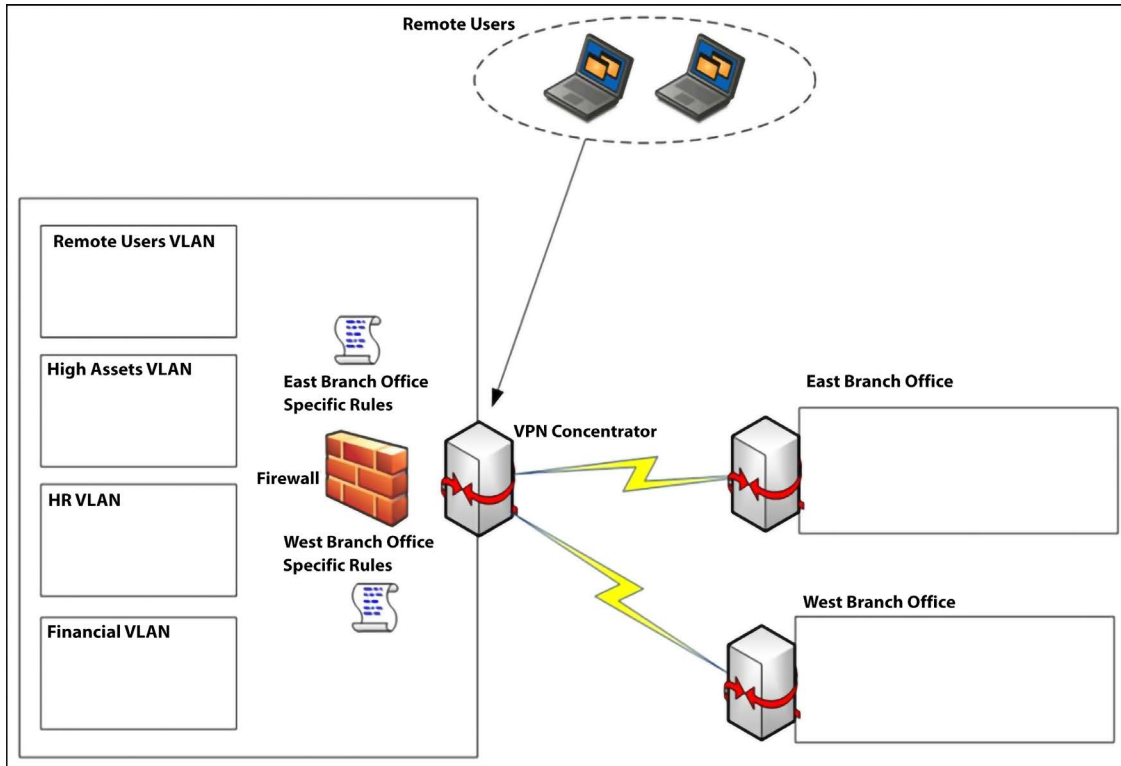 Remote Users
Remote Users VLAN
High Assets VLAN
HR VLAN
Financial VLAN
East Branch Office
Specific Rules
Firewall
West Branch Office
Specific Rules
VPN Concentrator
East Branch Office
West Branch Office